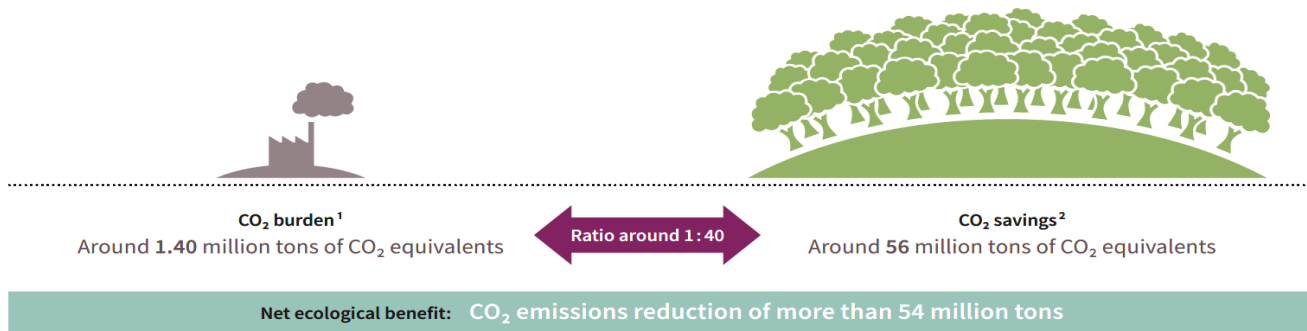 CO₂ burden¹
Around 1.40 million tons of CO₂ equivalents
Ratio around 1:40
CO₂ savings²
Around 56 million tons of CO₂ equivalents
Net ecological benefit: CO₂ emissions reduction of more than 54 million tons